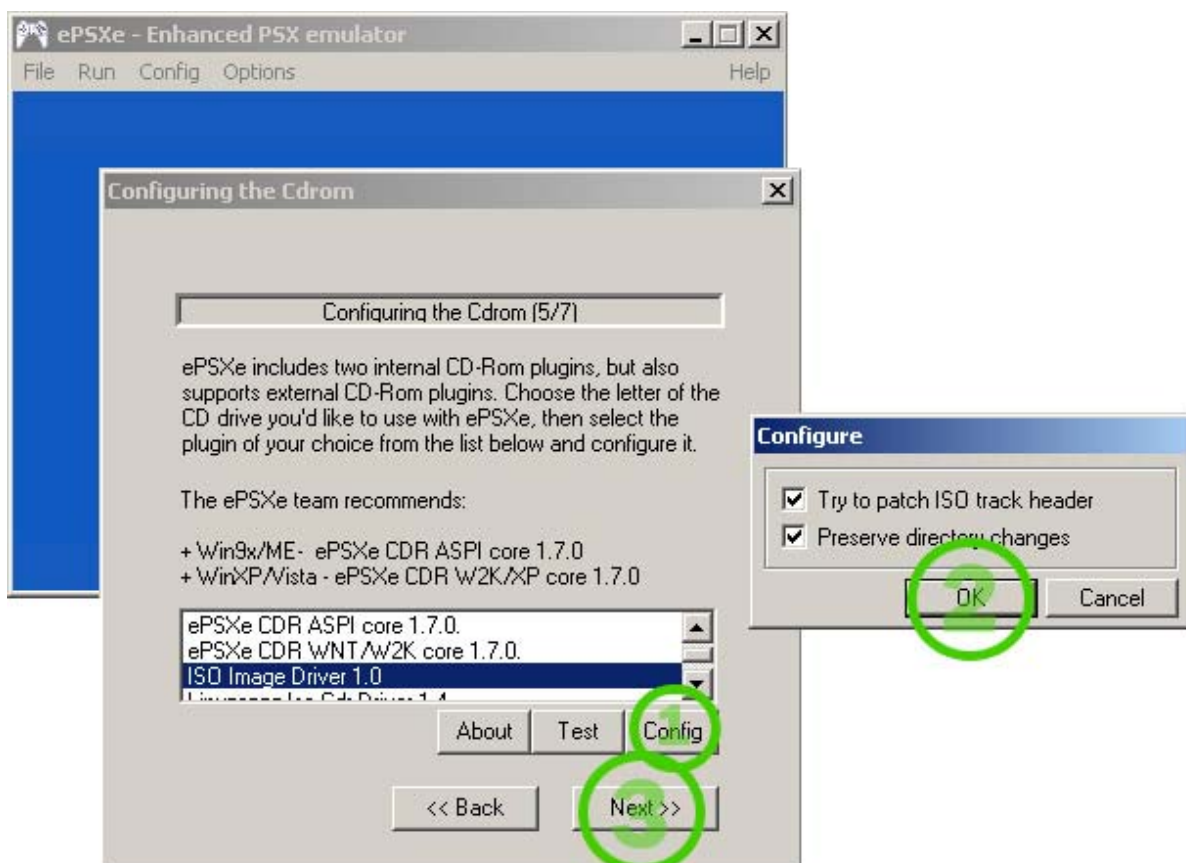 ePSXe - Enhanced PSX emulator
File Run Config Options Help
Configuring the Cdrom
Configuring the Cdrom (5/7)
ePSXe includes two internal CD-Rom plugins, but also
supports external CD-Rom plugins. Choose the letter of the
CD drive you'd like to use with ePSXe, then select the
plugin of your choice from the list below and configure it.
The ePSXe team recommends:
+ Win9x/ME- ePSXe CDR ASPI core 1.7.0
+ WinXP/Vista - ePSXe CDR W2K/XP core 1.7.0
ePSXe CDR ASPI core 1.7.0.
ePSXe CDR WNT/W2K core 1.7.0.
ISO Image Driver 1.0
About Test Config
1
<< Back Next >>
3
Configure
Try to patch ISO track header
Preserve directory changes
OK Cancel
2